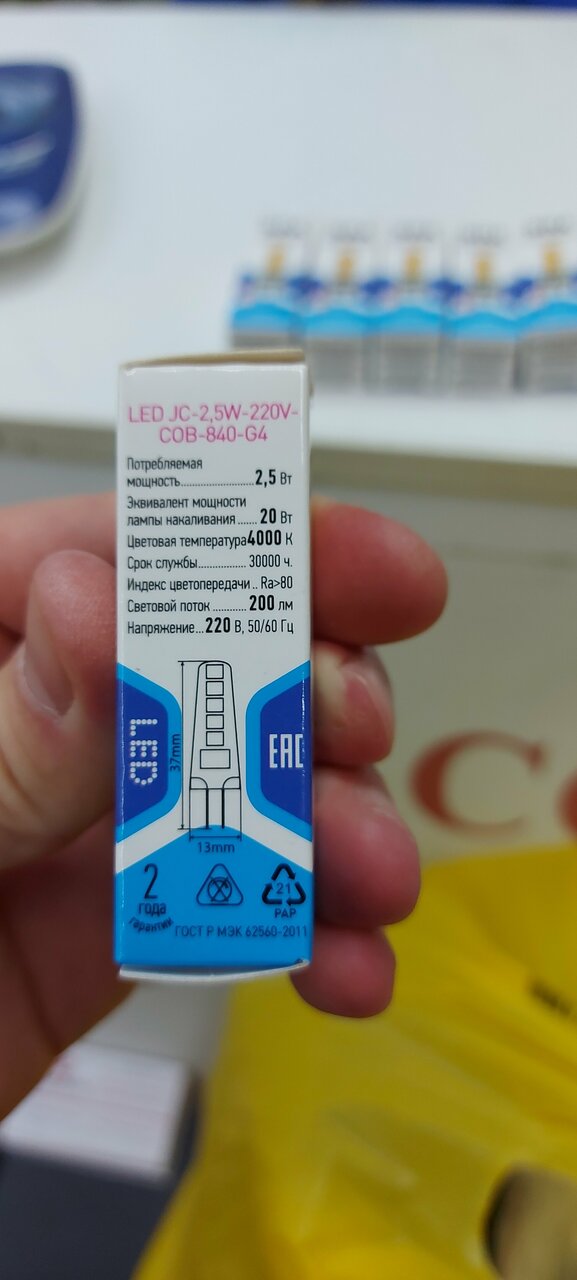 LED JC-2,5W-220V-
COB-840-G4
Потребляемая
мощность..................2,5 Вт
Эквивалент мощности
лампы накаливания ..... 20 Вт
Цветовая температура4000 К
Срок службы.............. 30000 ч.
Индекс цветопередачи .. Ra>80
Световой поток ........... 200 лм
Напряжение...220 В, 50/60 Гц
LED
37mm
EAC
13mm
2
года
гарантии
21
PAP
ГОСТ Р МЭК 62560-2011